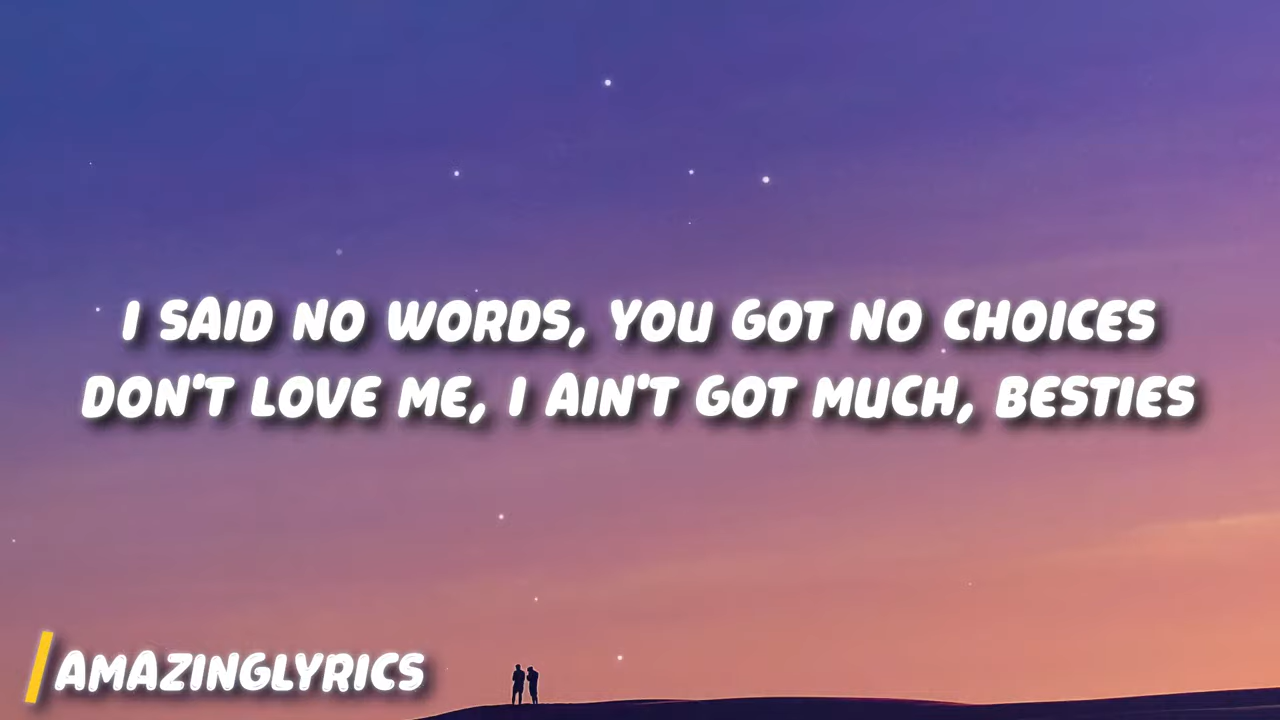 I SAID NO WORDS, YOU GOT NO CHOICES
DON'T LOVE ME, I AIN'T GOT MUCH, BESTIES
AMAZINGLYRICS